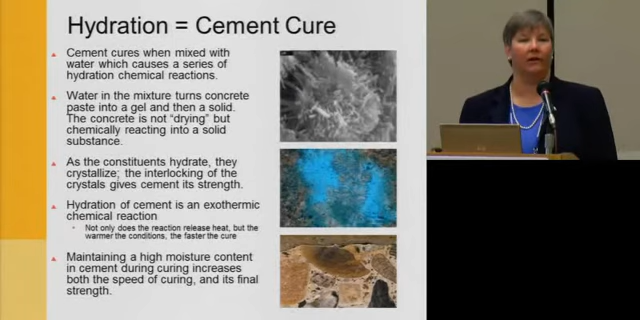 Hydration = Cement Cure
Cement cures when mixed with
water which causes a series of
hydration chemical reactions.
Water in the mixture turns concrete
paste into a gel and then a solid.
The concrete is not “drying” but
chemically reacting into a solid
substance.
As the constituents hydrate, they
crystallize; the interlocking of the
crystals gives cement its strength.
Hydration of cement is an exothermic
chemical reaction
Not only does the reaction release heat, but the
warmer the conditions, the faster the cure
Maintaining a high moisture content
in cement during curing increases
both the speed of curing, and its final
strength.